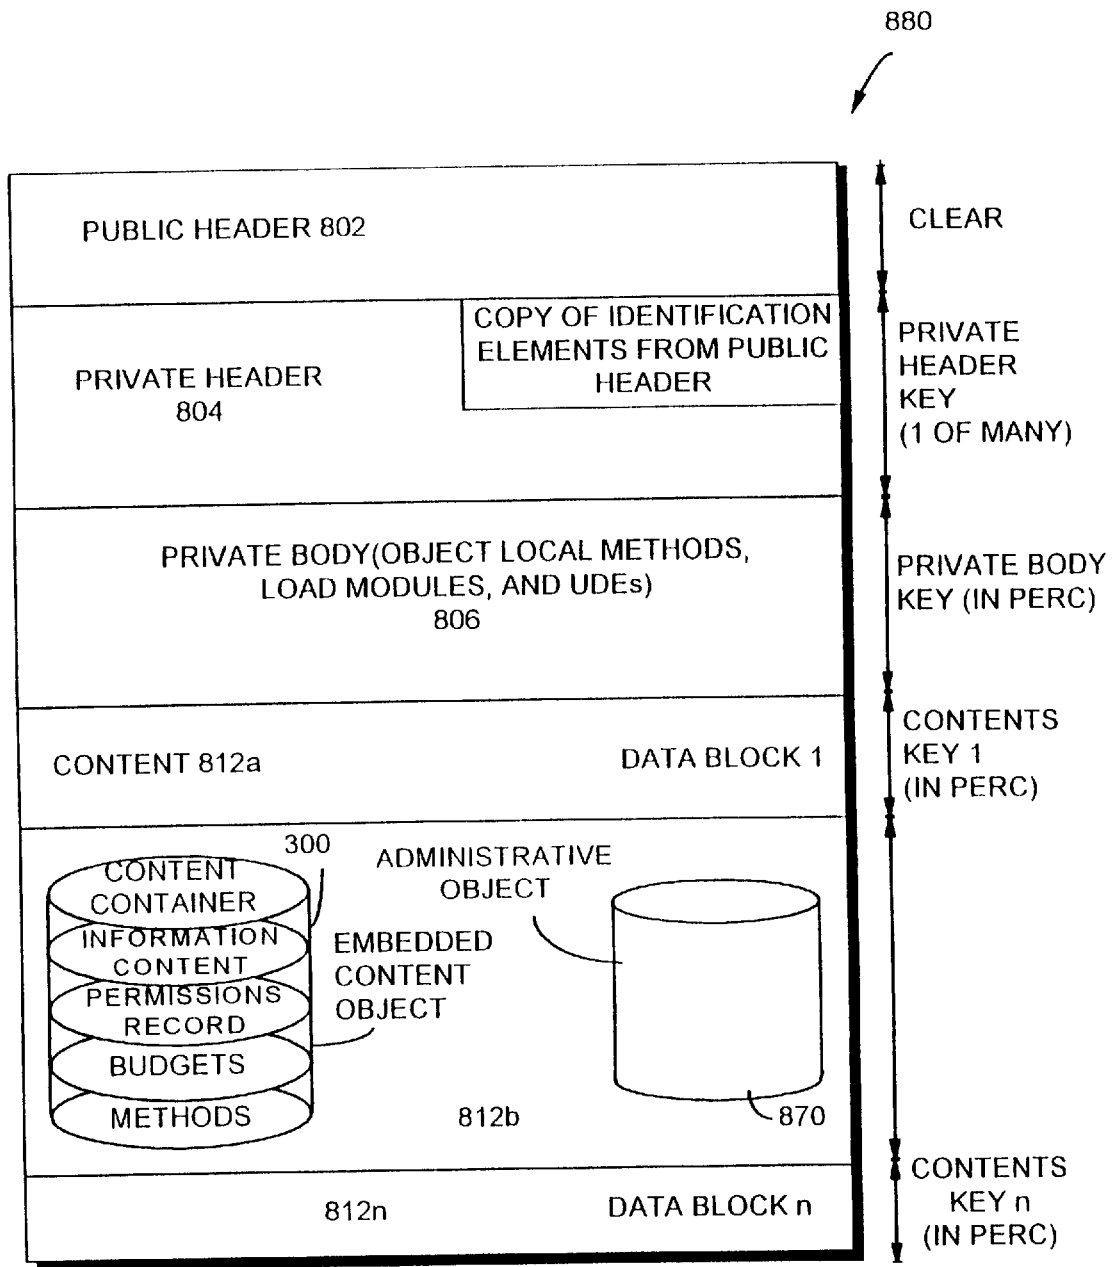 880
PUBLIC HEADER 802
CLEAR
COPY OF IDENTIFICATION
ELEMENTS FROM PUBLIC
HEADER
PRIVATE HEADER
804
PRIVATE
HEADER
KEY
(1 OF MANY)
PRIVATE BODY(OBJECT LOCAL METHODS,
LOAD MODULES, AND UDEs)
806
PRIVATE BODY
KEY (IN PERC)
CONTENT 812a
DATA BLOCK 1
CONTENTS
KEY 1
(IN PERC)
300
CONTENT
CONTAINER
INFORMATION
CONTENT
PERMISSIONS
RECORD
BUDGETS
METHODS
EMBEDDED
CONTENT
OBJECT
ADMINISTRATIVE
OBJECT
812b
870
812n
DATA BLOCK n
CONTENTS
KEY n
(IN PERC)